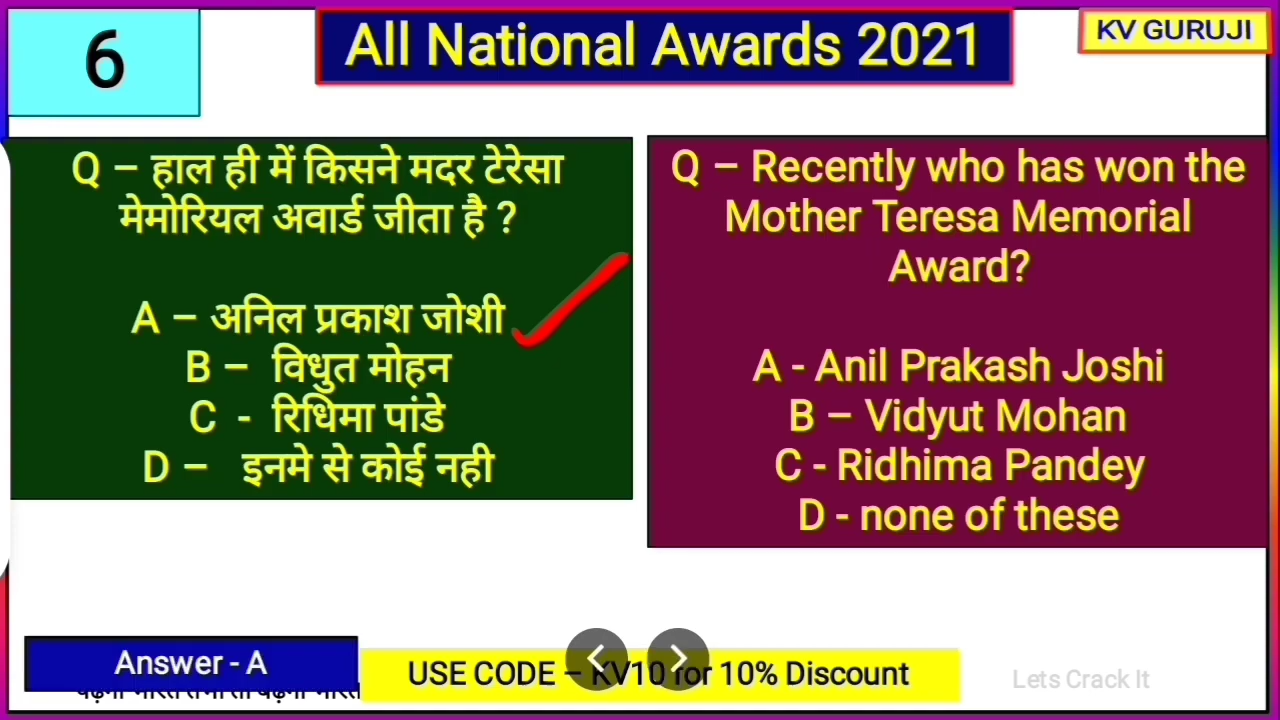 6
All National Awards 2021
KV GURUJI
Q – हाल ही में किसने मदर टेरेसा
मेमोरियल अवार्ड जीता है ?
A – अनिल प्रकाश जोशी
B – विधुत मोहन
C - रिधिमा पांडे
D – इनमे से कोई नही
Q – Recently who has won the
Mother Teresa Memorial
Award?
A - Anil Prakash Joshi
B – Vidyut Mohan
C - Ridhima Pandey
D - none of these
Answer - A
USE CODE – KV10 for 10% Discount
Lets Crack It